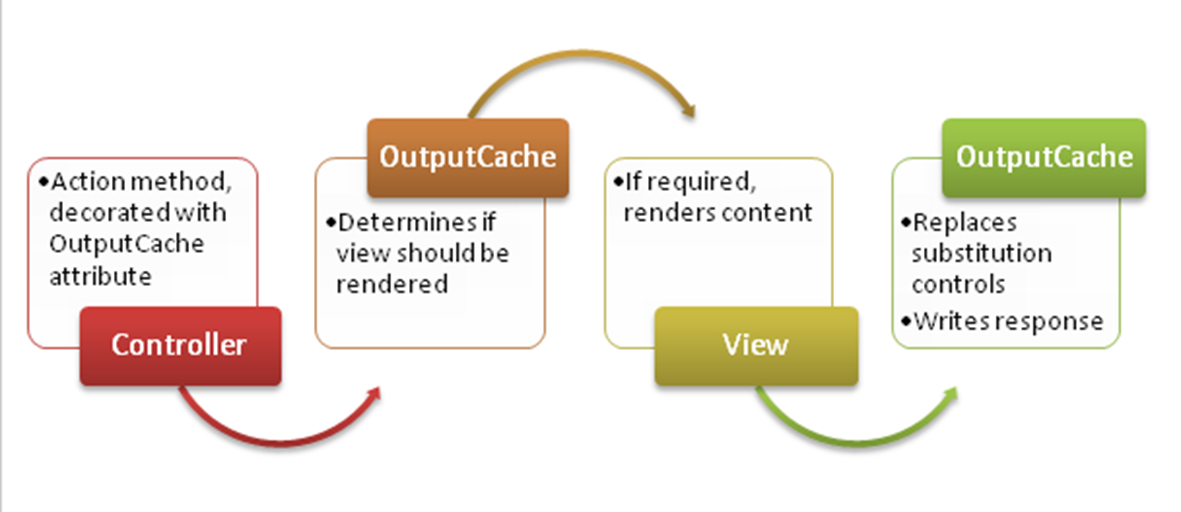 •Action method,
decorated with
OutputCache
attribute
Controller
OutputCache
•Determines if
view should be
rendered
•If required,
renders content
View
OutputCache
•Replaces
substitution
controls
•Writes response